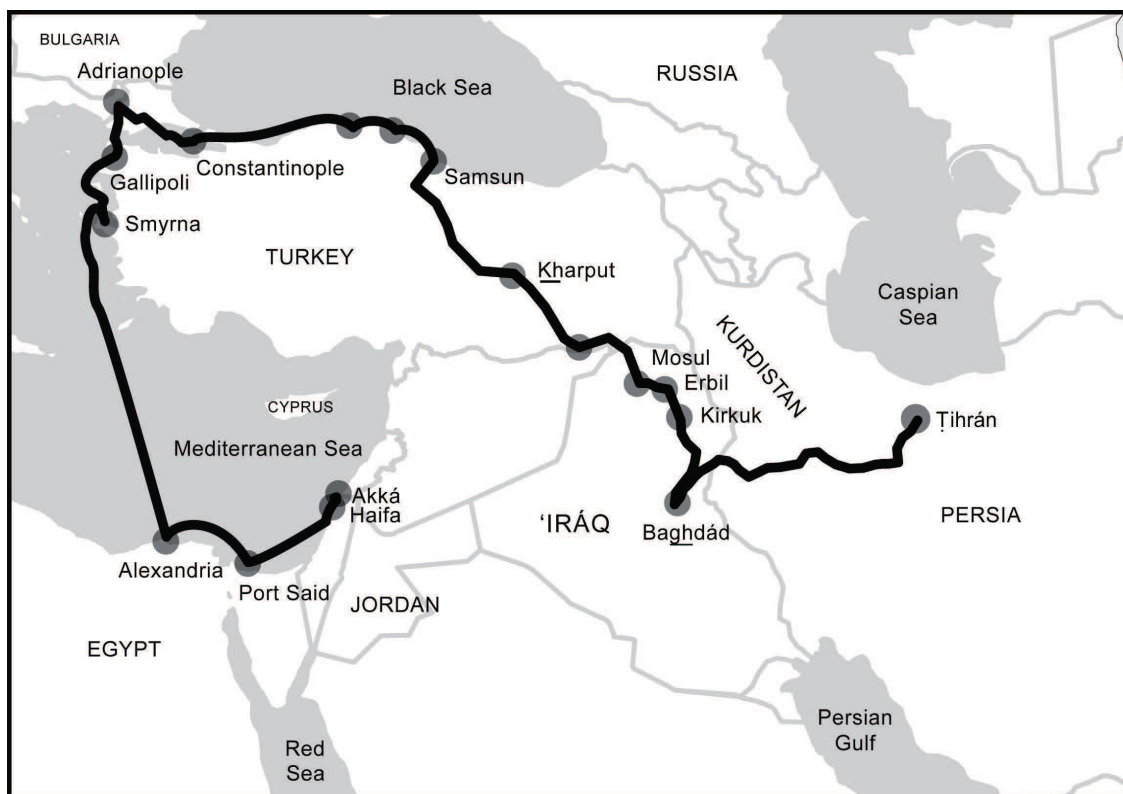 BULGARIA
Adrianople
Black Sea
RUSSIA
Constantinople
Gallipoli
Samsun
Smyrna
TURKEY
Kharput
Caspian
Sea
KURDISTAN
Mosul
Erbil
Kirkuk
CYPRUS
Ṭihrán
Mediterranean Sea
Akká
Haifa
‘IRÁQ
PERSIA
Baghdád
Alexandria
Port Said
JORDAN
EGYPT
Persian
Gulf
Red
Sea